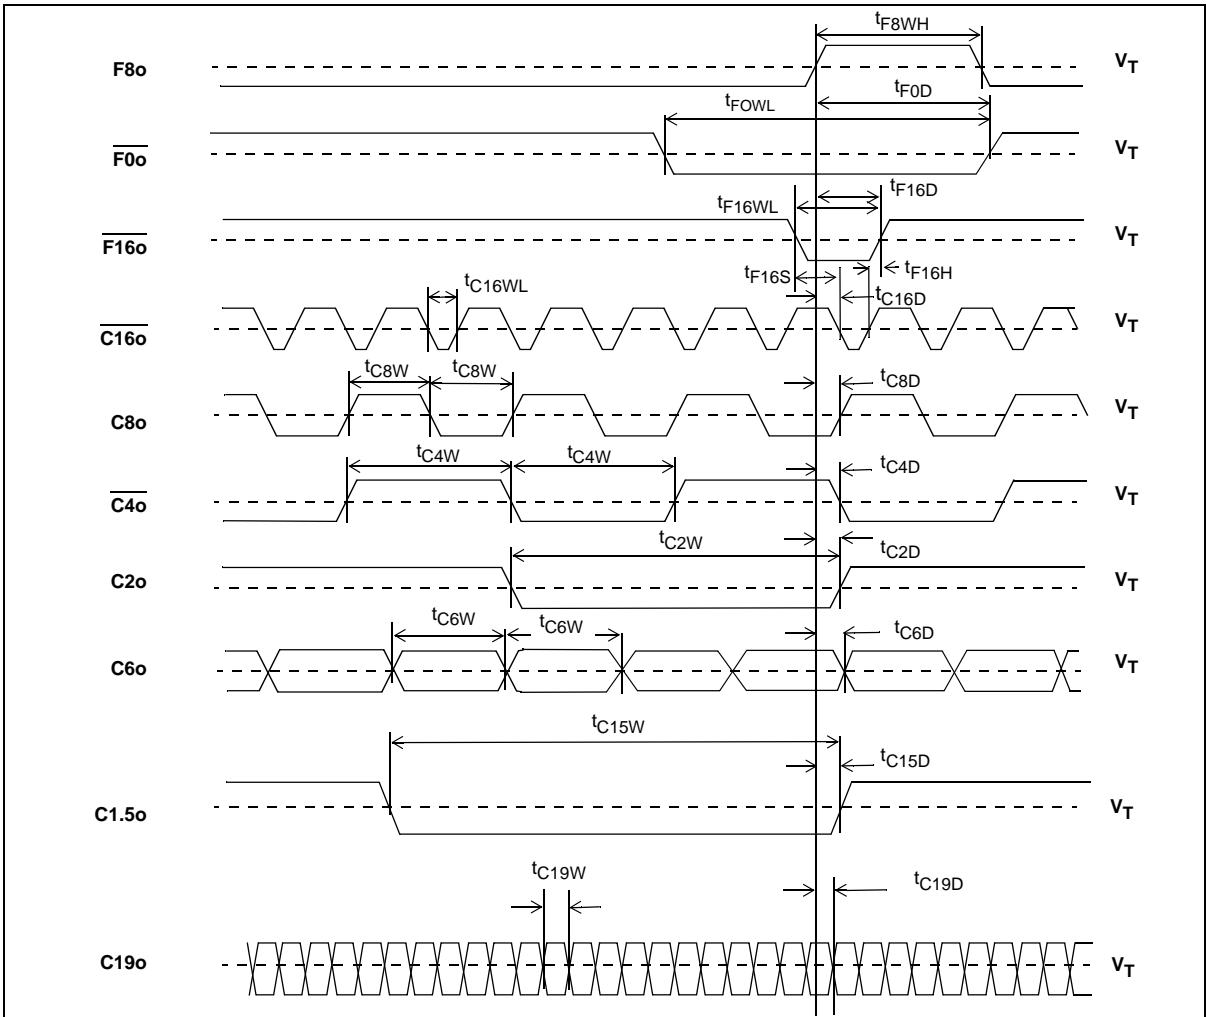 tF8WH
F8o
VT
tF0D
tFOWL
F0o
VT
tF16D
tF16WL
F16o
VT
tF16S
tF16H
tC16WL
tC16D
C16o
VT
tC8W
tC8W
tC8D
C8o
VT
tC4W
tC4W
tC4D
C4o
VT
tC2W
tC2D
C2o
VT
tC6W
tC6W
tC6D
C6o
VT
tC15W
tC15D
C1.5o
VT
tC19W
tC19D
C19o
VT